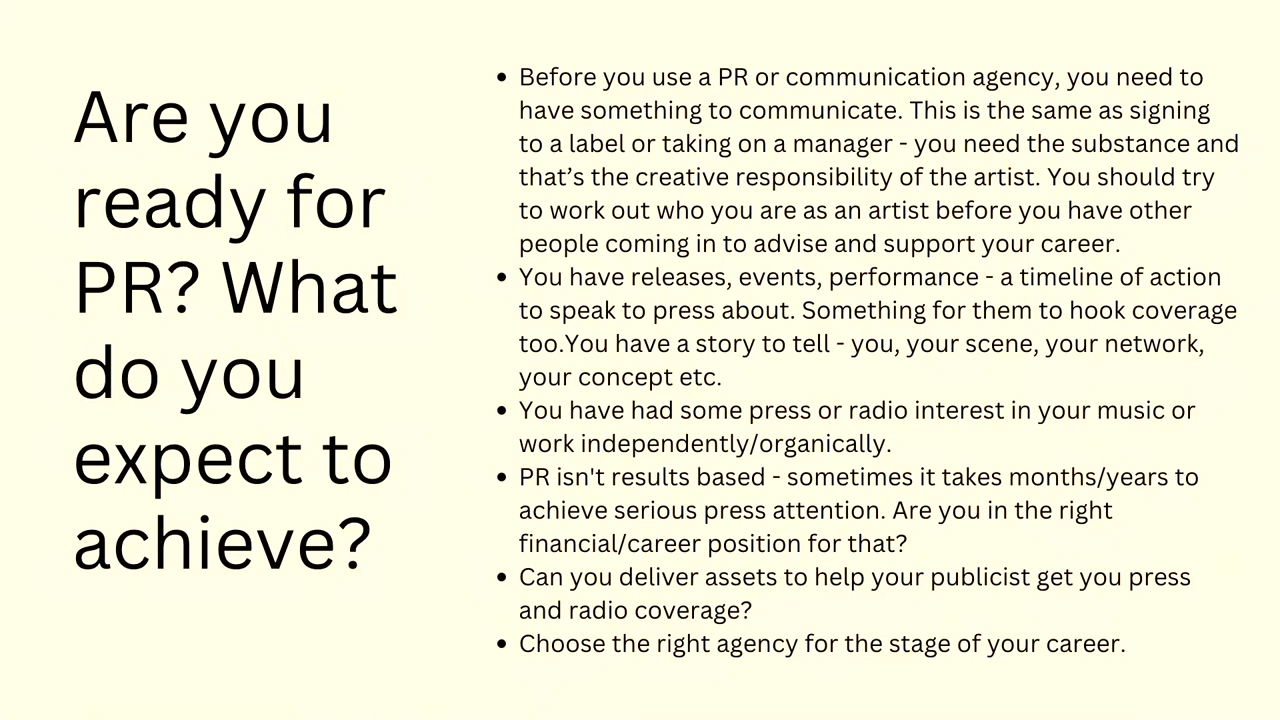 Are you
ready for
PR? What
do you
expect to
achieve?
• Before you use a PR or communication agency, you need to
have something to communicate. This is the same as signing
to a label or taking on a manager - you need the substance and
that’s the creative responsibility of the artist. You should try
to work out who you are as an artist before you have other
people coming in to advise and support your career.
• You have releases, events, performance - a timeline of action
to speak to press about. Something for them to hook coverage
too.You have a story to tell - you, your scene, your network,
your concept etc.
• You have had some press or radio interest in your music or
work independently/organically.
• PR isn't results based - sometimes it takes months/years to
achieve serious press attention. Are you in the right
financial/career position for that?
• Can you deliver assets to help your publicist get you press
and radio coverage?
• Choose the right agency for the stage of your career.